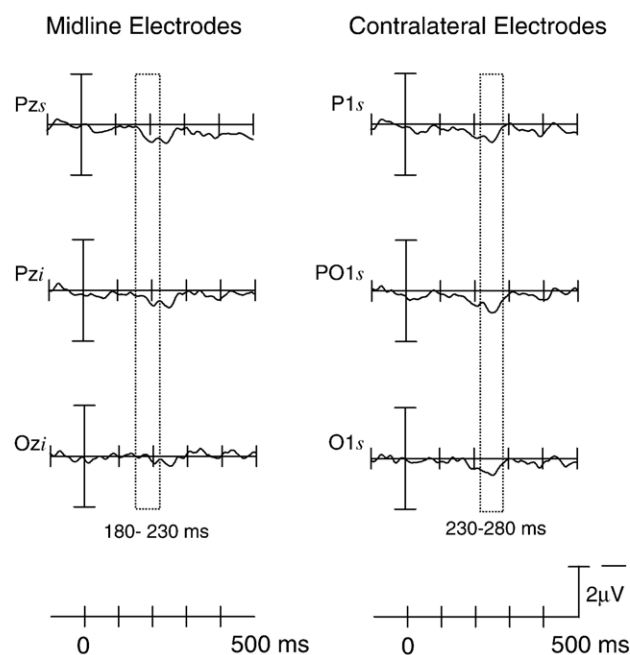 Midline Electrodes
Contralateral Electrodes
Pzs
P1s
Pzi
PO1s
Ozi
O1s
180- 230 ms
230-280 ms
2μV
0 500 ms
0 500 ms